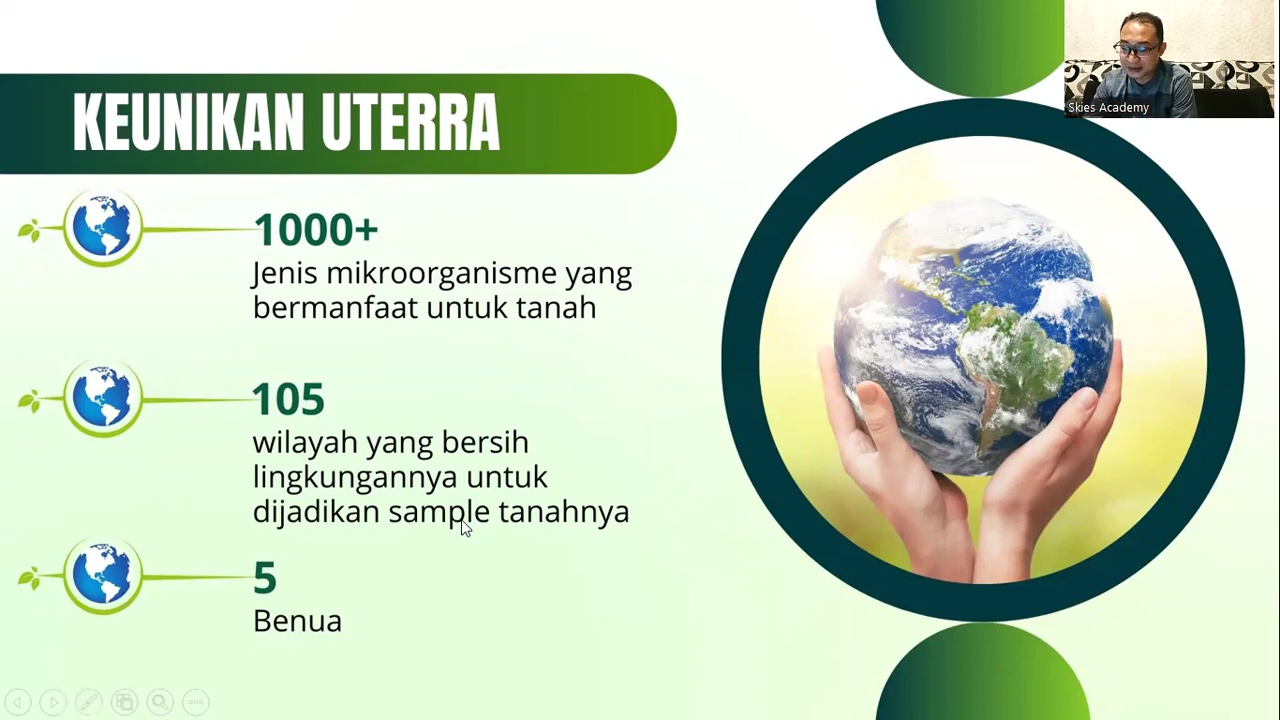 KEUNIKAN UTERRA
Skies Academy
1000+
Jenis mikroorganisme yang
bermanfaat untuk tanah
105
wilayah yang bersih
lingkungannya untuk
dijadikan sample tanahnya
5
Benua